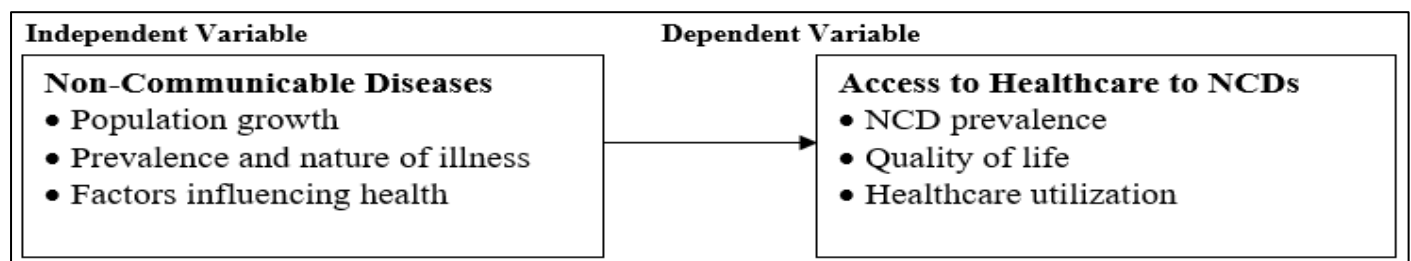 Independent Variable
Dependent Variable
Non-Communicable Diseases
• Population growth
• Prevalence and nature of illness
• Factors influencing health
Access to Healthcare to NCDs
• NCD prevalence
• Quality of life
• Healthcare utilization